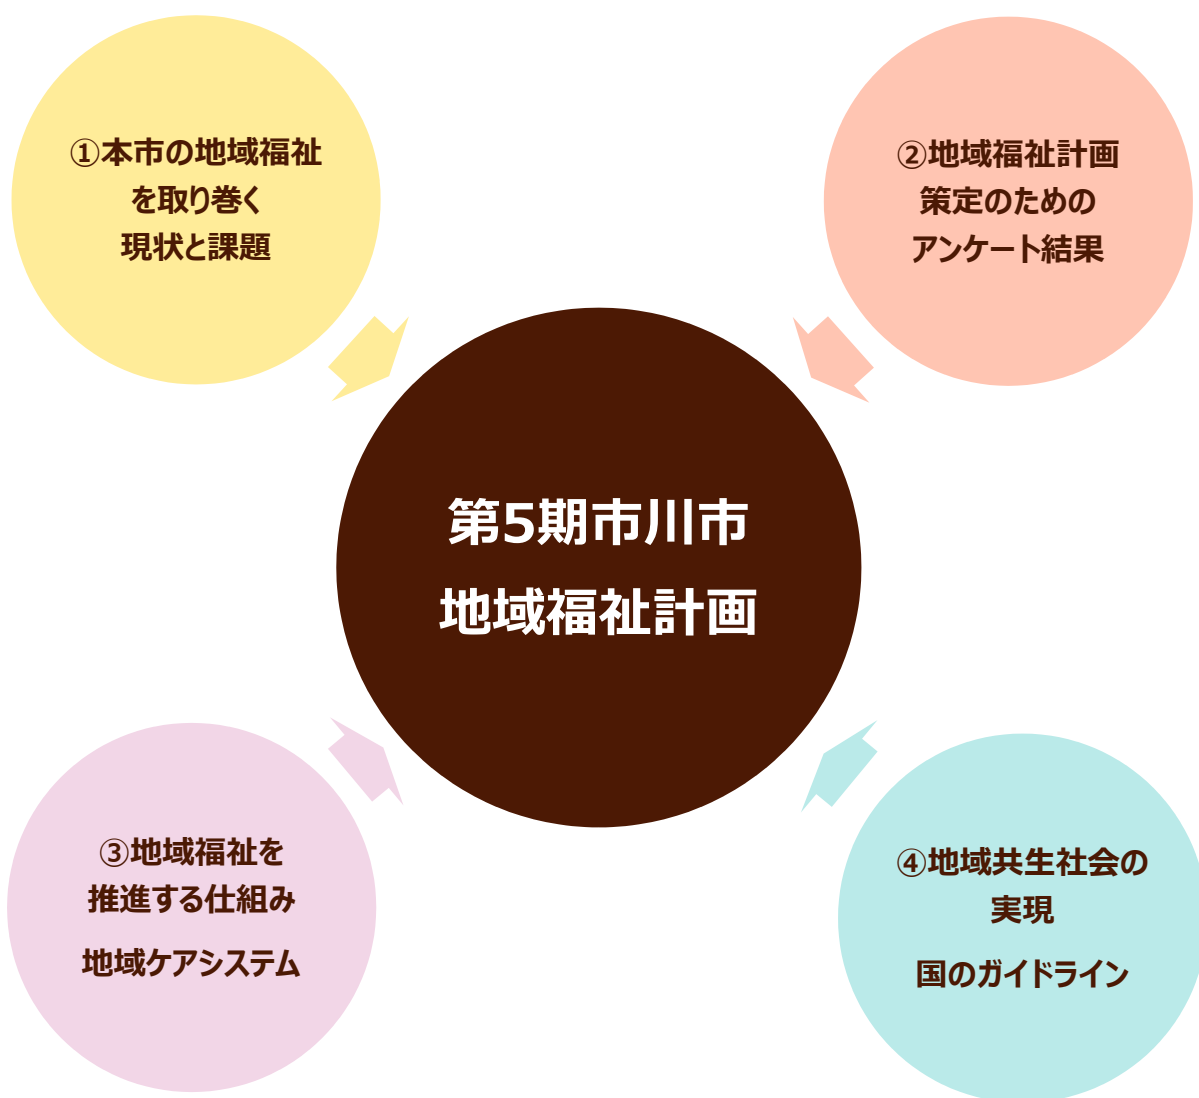 ①本市の地域福祉
を取り巻く
現状と課題
②地域福祉計画
策定のための
アンケート結果
第5期市川市
地域福祉計画
③地域福祉を
推進する仕組み
地域ケアシステム
④地域共生社会の
実現
国のガイドライン